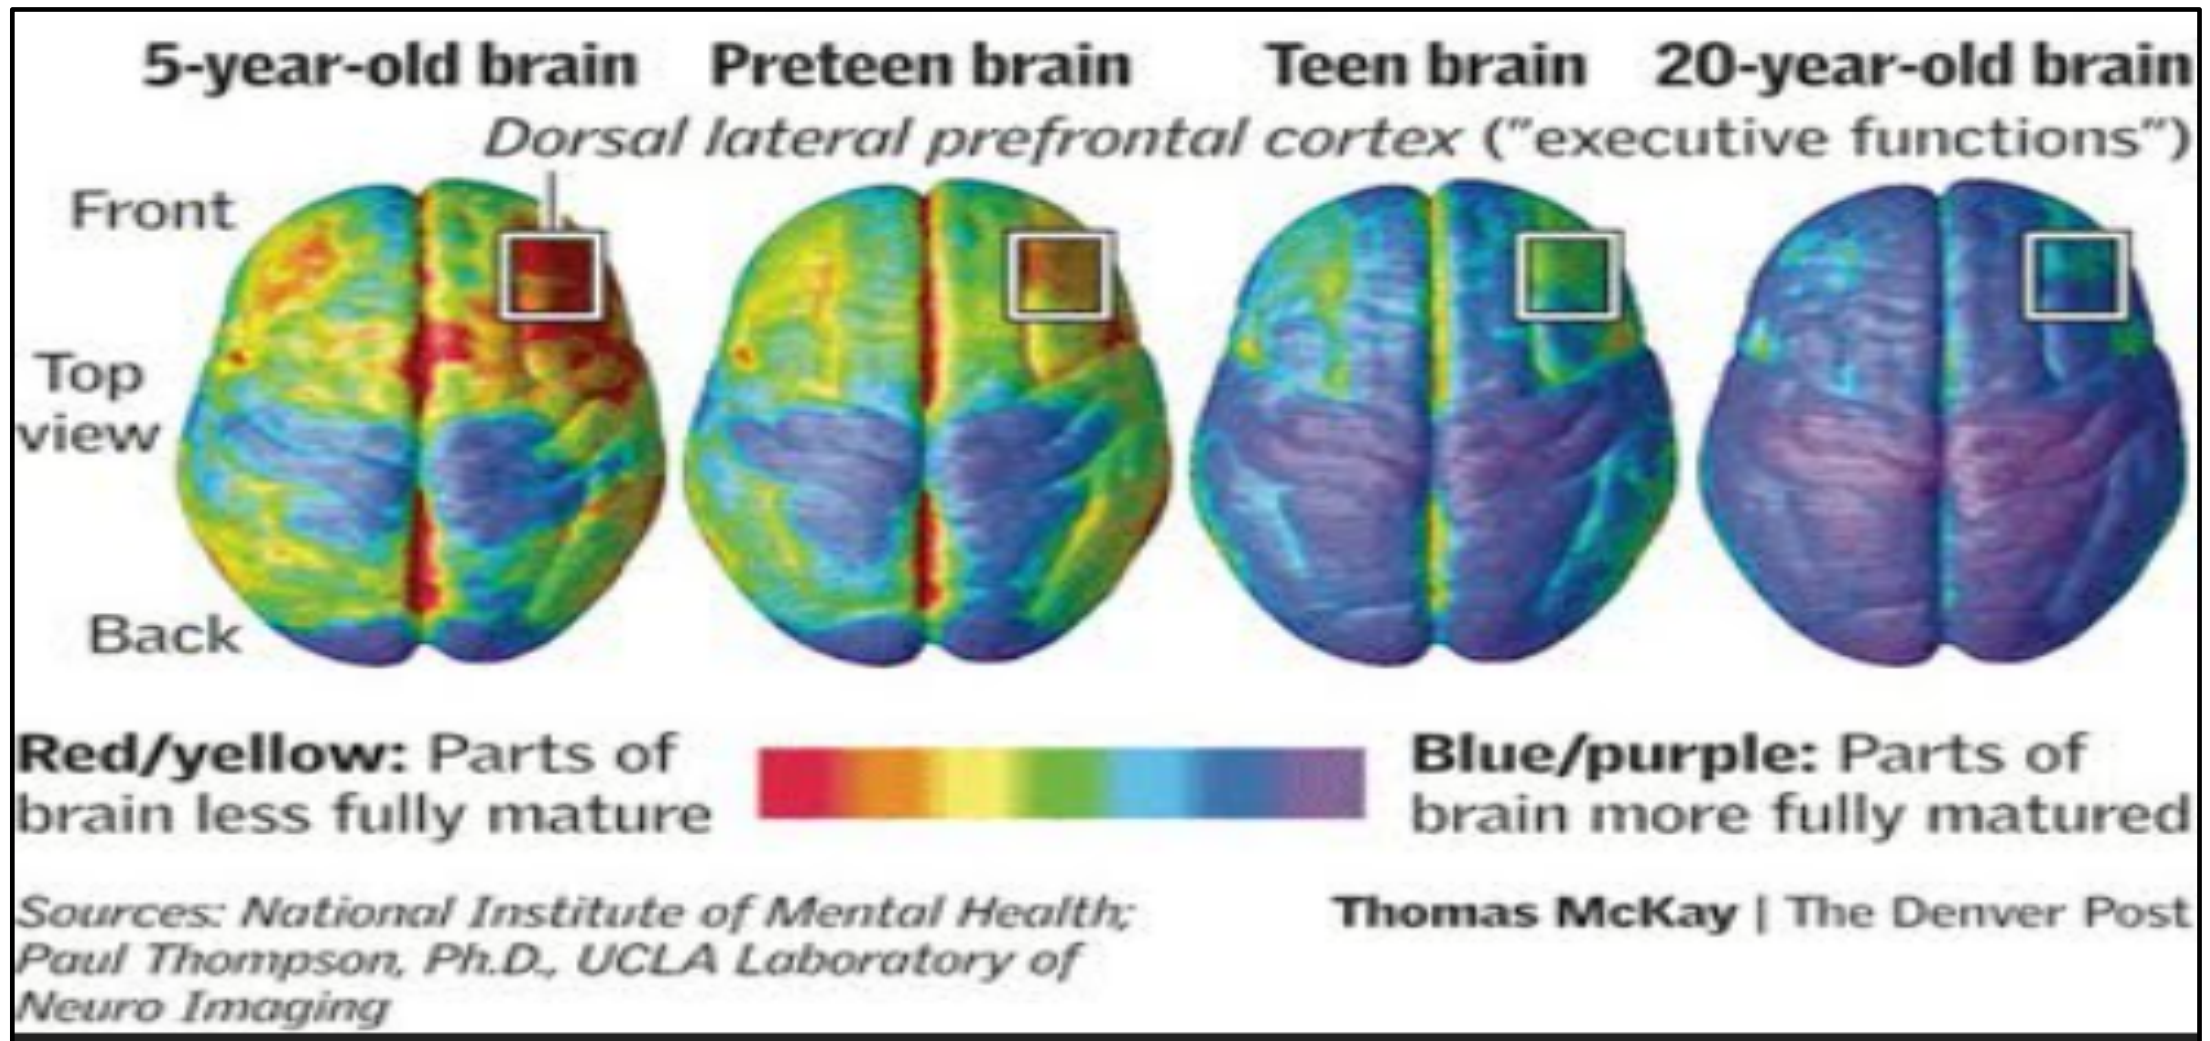 5-year-old brain Preteen brain Teen brain 20-year-old brain
Dorsal lateral prefrontal cortex ("executive functions")
Front
Top
view
Back
Red/yellow: Parts of
brain less fully mature
Blue/purple: Parts of
brain more fully matured
Sources: National Institute of Mental Health;
Paul Thompson, Ph.D., UCLA Laboratory of
Neuro Imaging
Thomas McKay | The Denver Post